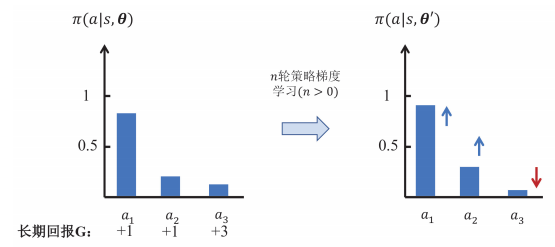 π(a|s, θ)
π(a|s, θ′)
n轮策略梯度
学习(n > 0)
1
0.5
1
0.5
a₁ a₂ a₃
a₁ a₂ a₃
长期回报G： +1 +1 +3